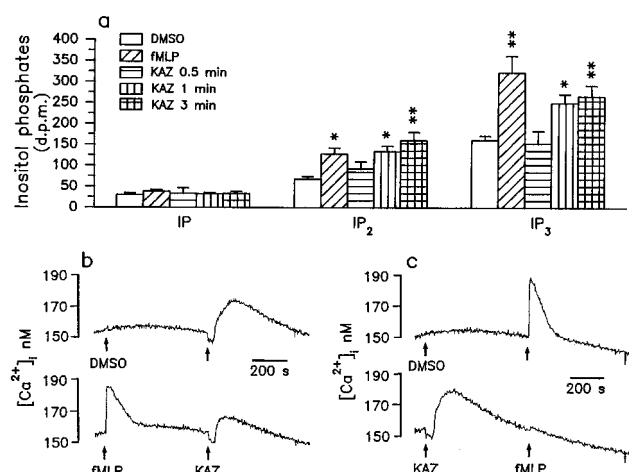 a
DMSO
fMLP
KAZ 0.5 min
KAZ 1 min
KAZ 3 min
Inositol phosphates
(d.p.m.)
400
350
300
250
200
150
100
50
0
*
*
**
**
*
**
IP
IP2
IP3
b
190
170
150
DMSO
200 s
190
170
150
fMLP
KAZ
[Ca2+]i nM
c
190
170
150
DMSO
200 s
190
170
150
KAZ
fMLP
[Ca2+]i nM